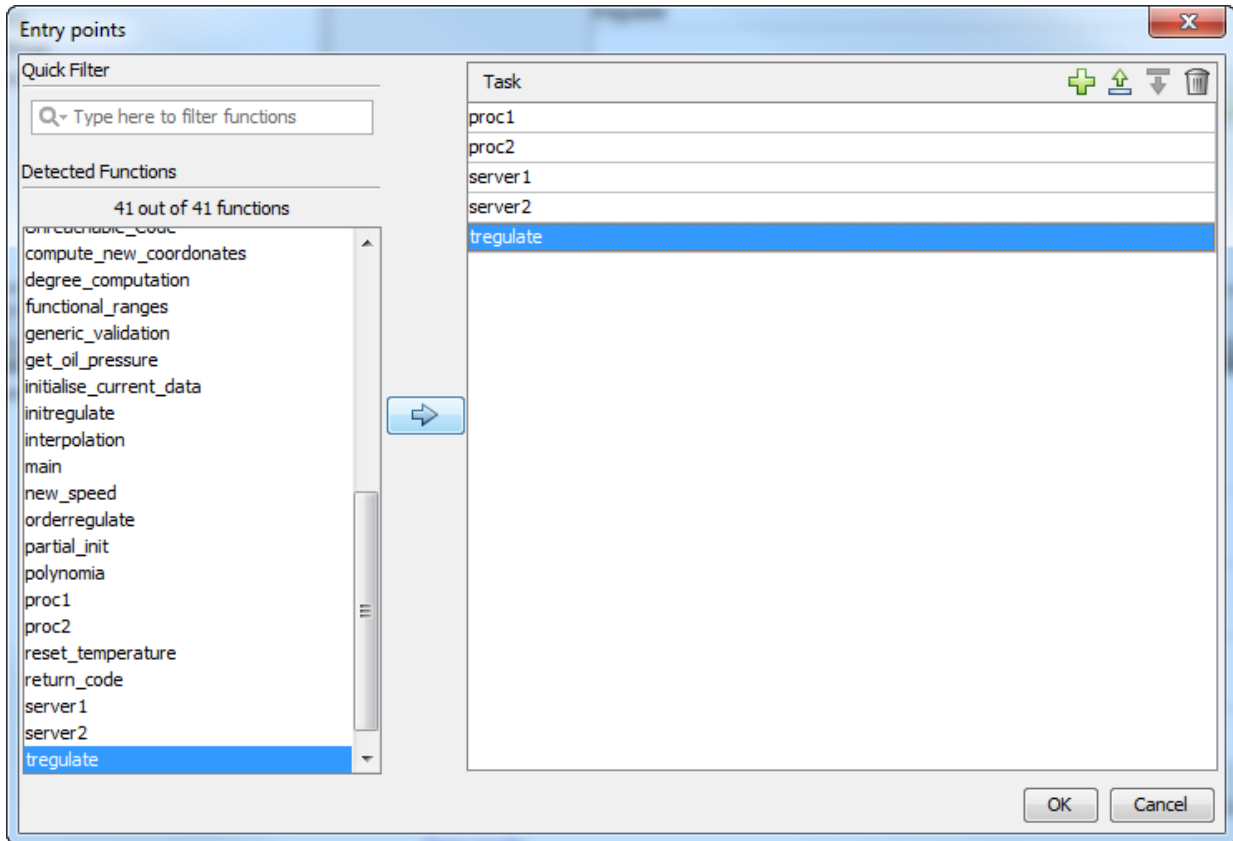 Entry points
Quick Filter
Type here to filter functions
Detected Functions
41 out of 41 functions
compute_new_coordonates
degree_computation
functional_ranges
generic_validation
get_oil_pressure
initialise_current_data
initregulate
interpolation
main
new_speed
orderregulate
partial_init
polynomia
proc1
proc2
reset_temperature
return_code
server1
server2
tregulate
Task
proc1
proc2
server1
server2
tregulate
OK
Cancel